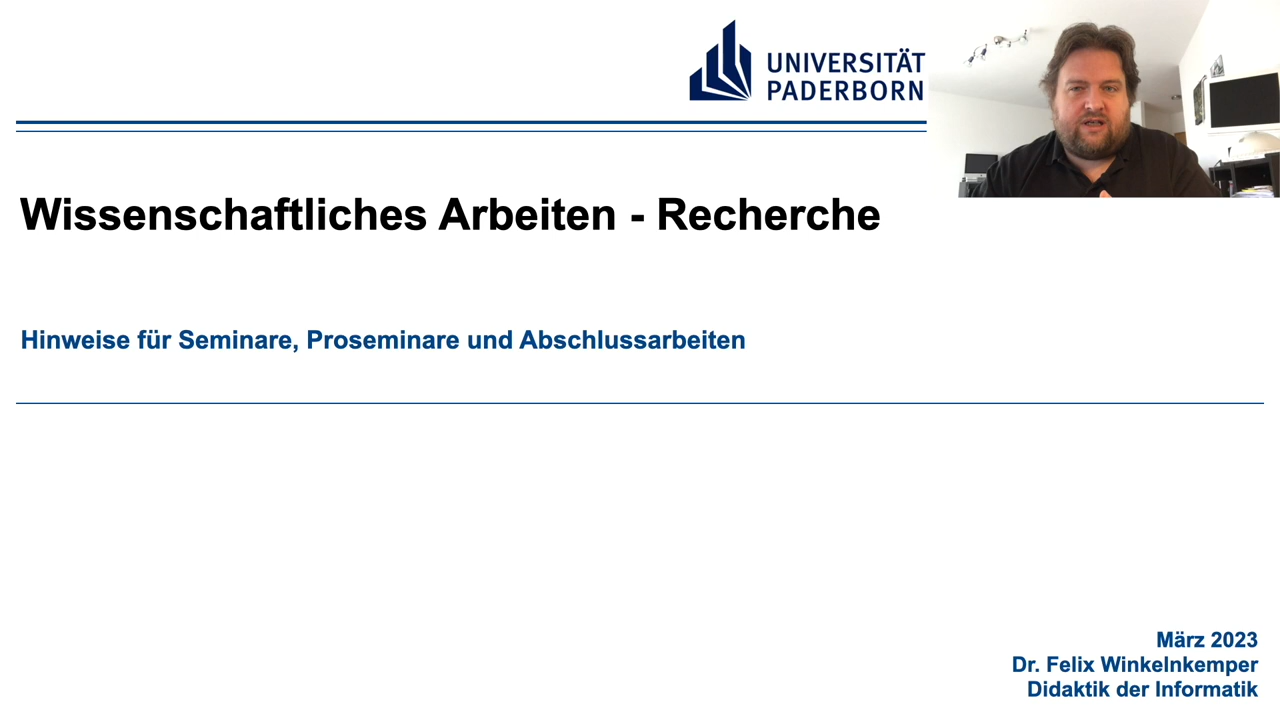 UNIVERSITÄT
PADERBORN
Wissenschaftliches Arbeiten - Recherche
Hinweise für Seminare, Proseminare und Abschlussarbeiten
März 2023
Dr. Felix Winkelnkemper
Didaktik der Informatik